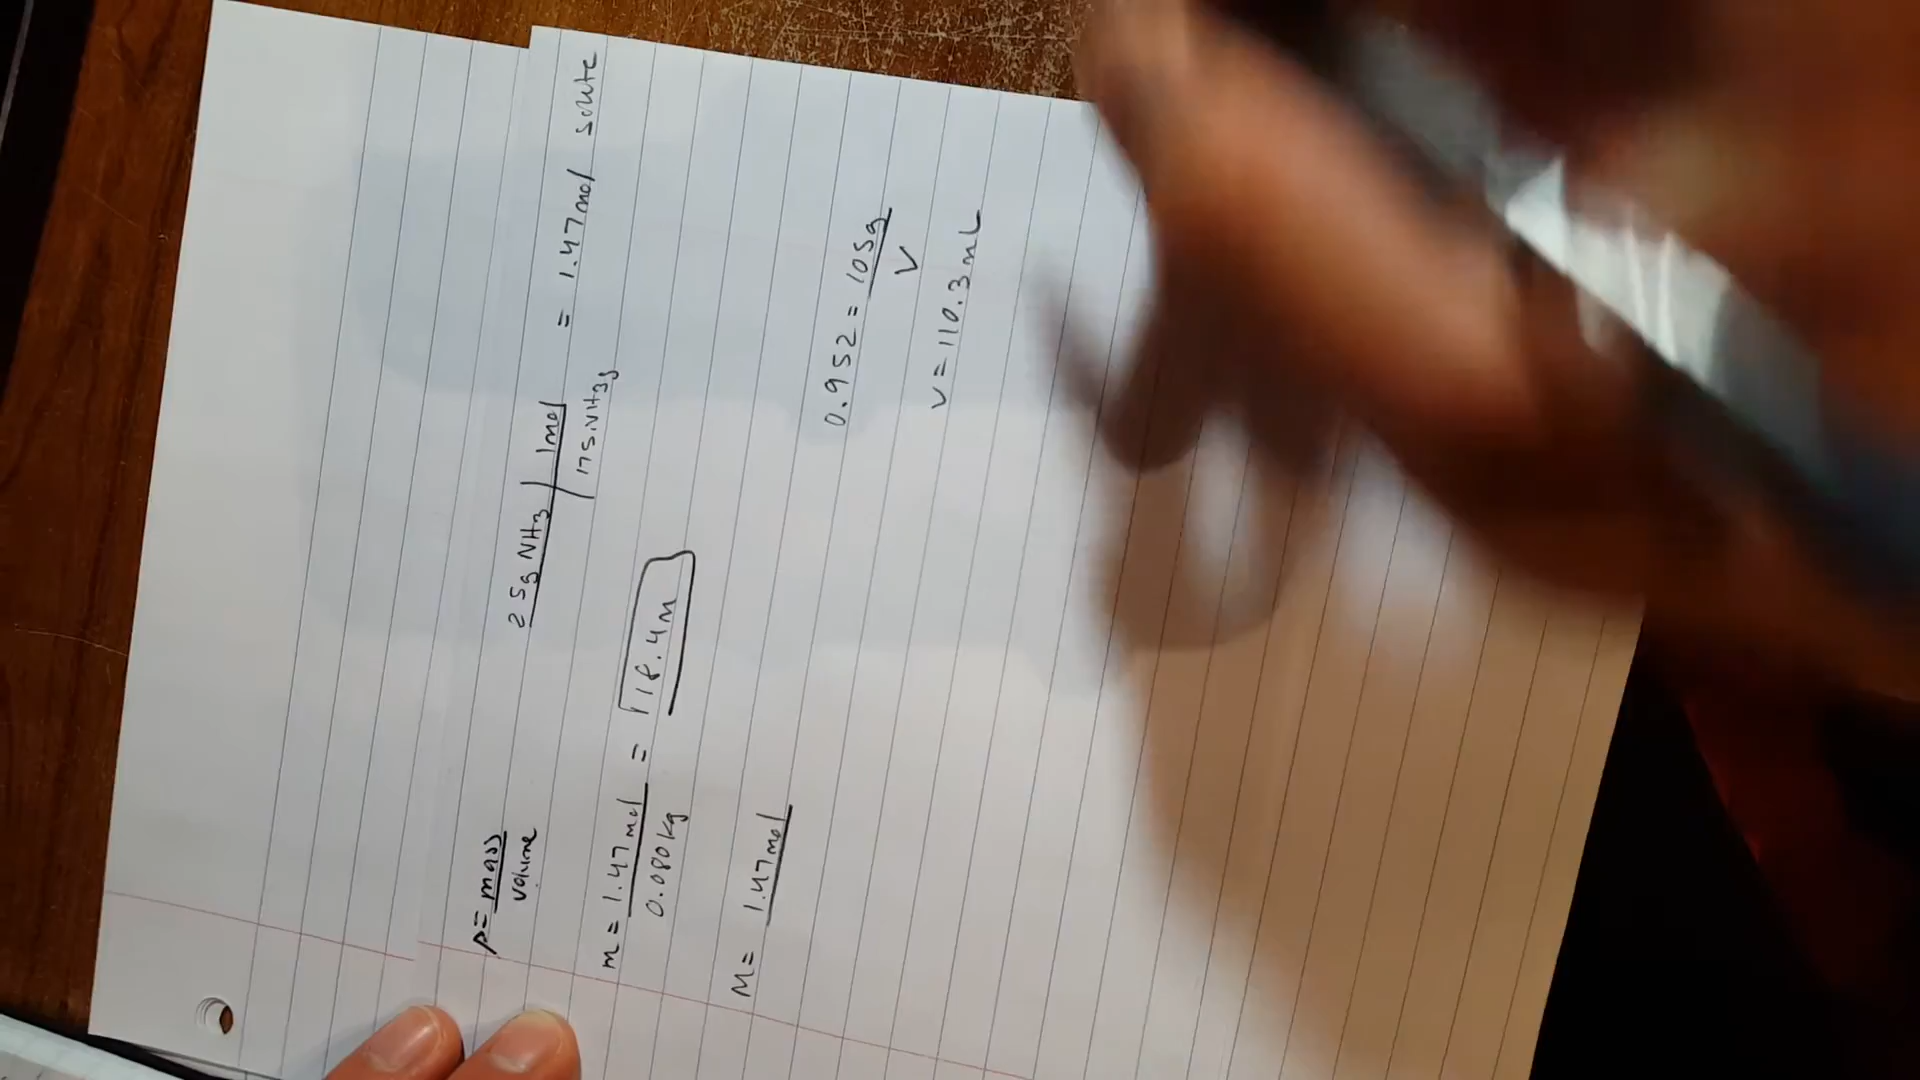 ρ = mass / volume
25g NH3 | 1mol / 17g NH3 = 1.47mol solute
m = 1.47mol / 0.080kg = 18.4m
M = 1.47mol
0.952 = 105g / V
V = 110.3mL